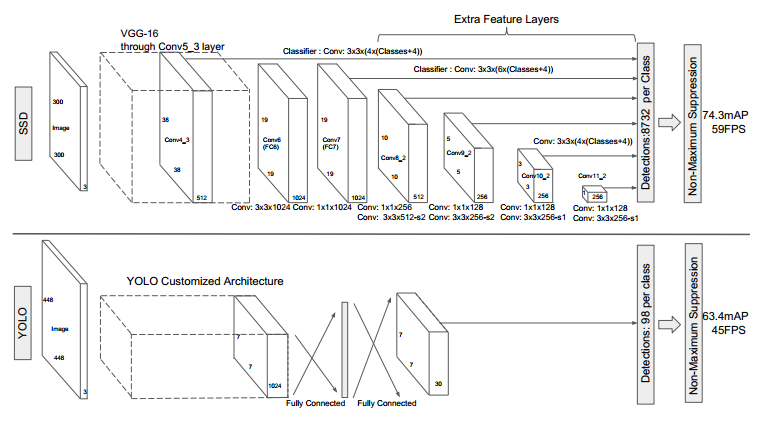 Extra Feature Layers
VGG-16
through Conv5_3 layer
Classifier : Conv: 3x3x(4x(Classes+4))
Classifier : Conv: 3x3x(6x(Classes+4))
Conv: 3x3x(4x(Classes+4))
SSD
300
Image
300
3
38
Conv4_3
38
512
19
Conv6
(FC6)
19
1024
19
Conv7
(FC7)
19
1024
10
Conv8_2
10
512
5
Conv9_2
5
256
3
Conv10_2
3
256
Conv11_2
1
256
Conv: 3x3x1024
Conv: 1x1x1024
Conv: 1x1x256
Conv: 3x3x512-s2
Conv: 1x1x128
Conv: 3x3x256-s2
Conv: 1x1x128
Conv: 3x3x256-s1
Conv: 1x1x128
Conv: 3x3x256-s1
Detections:8732 per Class
Non-Maximum Suppression
74.3mAP
59FPS
YOLO
448
Image
448
3
YOLO Customized Architecture
7
7
1024
Fully Connected
Fully Connected
7
7
30
Detections: 98 per class
Non-Maximum Suppression
63.4mAP
45FPS